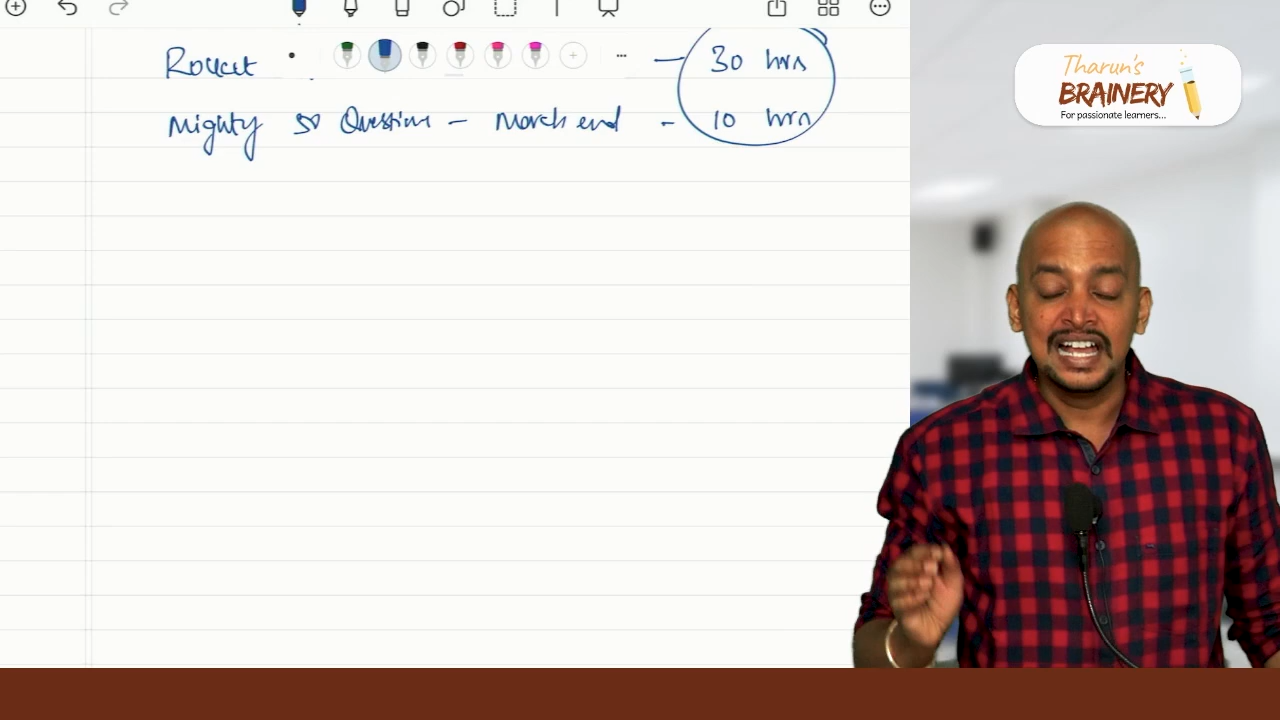 Rocket - 30 hrs
Mighty 50 Question - March end - 10 hrs
Tharun's
BRAINERY
For passionate learners...